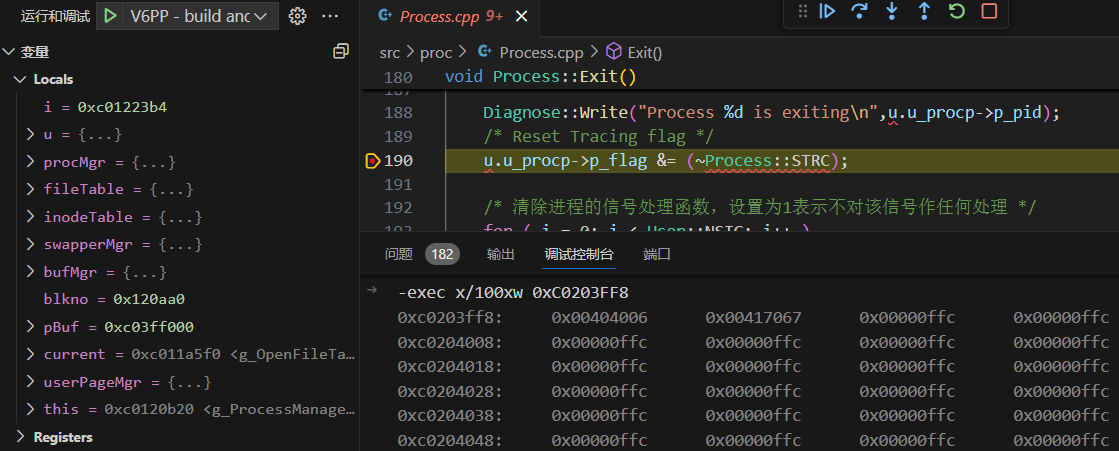 运行和调试 V6PP - build anc
变量
Locals
i = 0xc01223b4
u = {...}
procMgr = {...}
fileTable = {...}
inodeTable = {...}
swapperMgr = {...}
bufMgr = {...}
blkno = 0x120aa0
pBuf = 0xc03ff000
current = 0xc011a5f0 <g_OpenFileTa...
userPageMgr = {...}
this = 0xc0120b20 <g_ProcessManage...
Registers
Process.cpp 9+
src > proc > Process.cpp > Exit()
180 void Process::Exit()
187
188 Diagnose::Write("Process %d is exiting\n",u.u_procp->p_pid);
189 /* Reset Tracing flag */
190 u.u_procp->p_flag &= (~Process::STRC);
191
192 /* 清除进程的信号处理函数，设置为1表示不对该信号作任何处理 */
193 for ( i = 0; i < User::NSIG; i++ )
问题 182 输出 调试控制台 端口
-exec x/100xw 0xC0203FF8
0xc0203ff8: 0x00404006 0x00417067 0x00000ffc 0x00000ffc
0xc0204008: 0x00000ffc 0x00000ffc 0x00000ffc 0x00000ffc
0xc0204018: 0x00000ffc 0x00000ffc 0x00000ffc 0x00000ffc
0xc0204028: 0x00000ffc 0x00000ffc 0x00000ffc 0x00000ffc
0xc0204038: 0x00000ffc 0x00000ffc 0x00000ffc 0x00000ffc
0xc0204048: 0x00000ffc 0x00000ffc 0x00000ffc 0x00000ffc